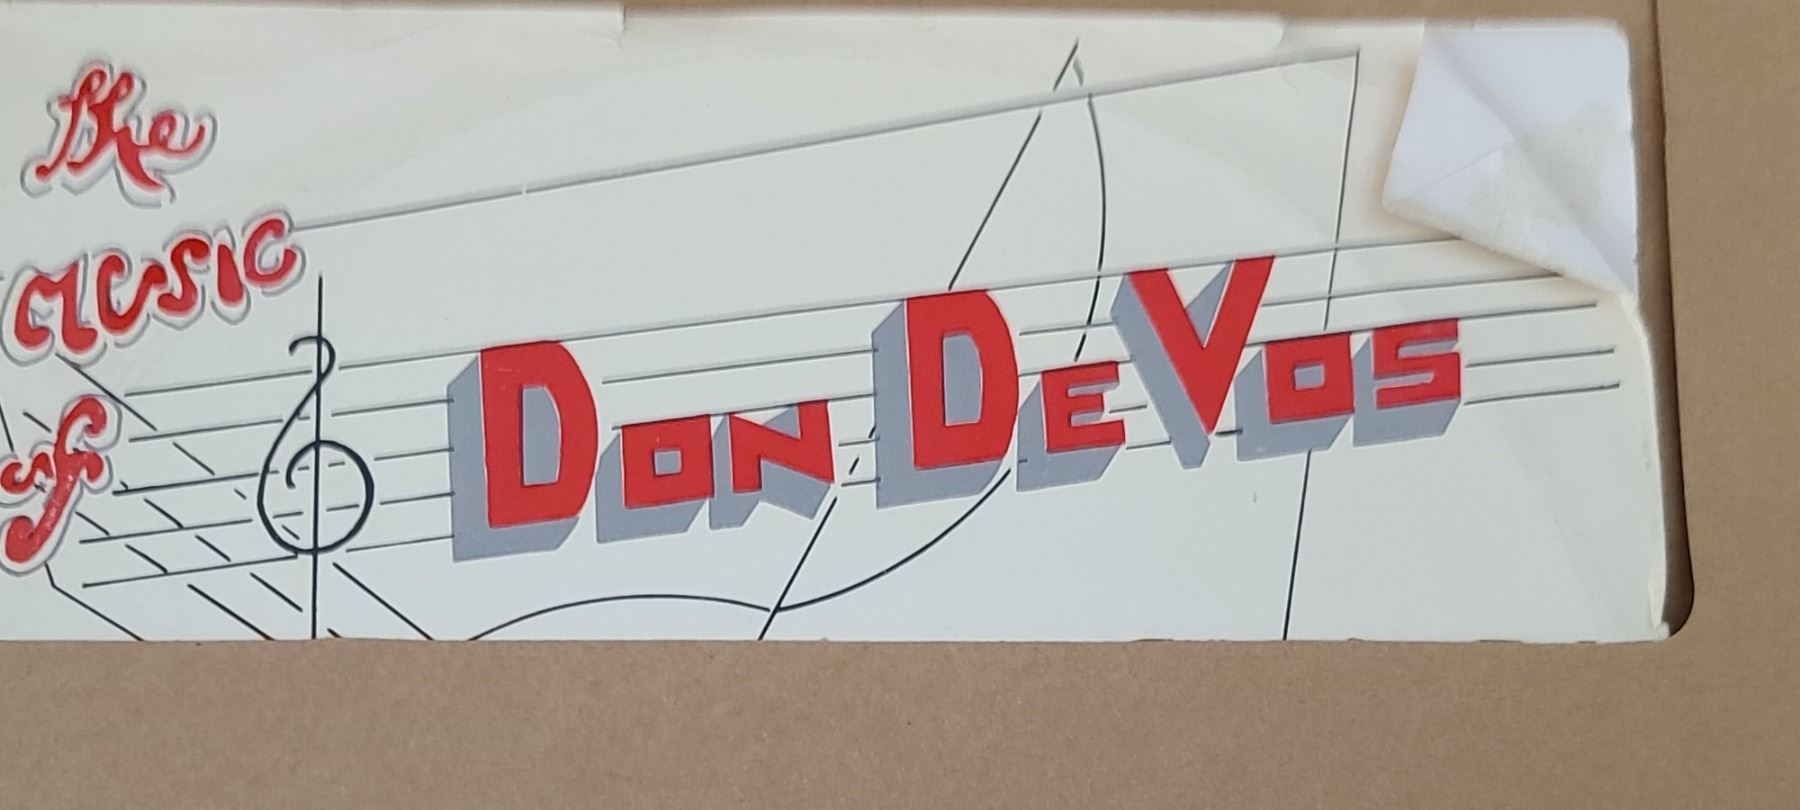 the
music
of
Don DeVos